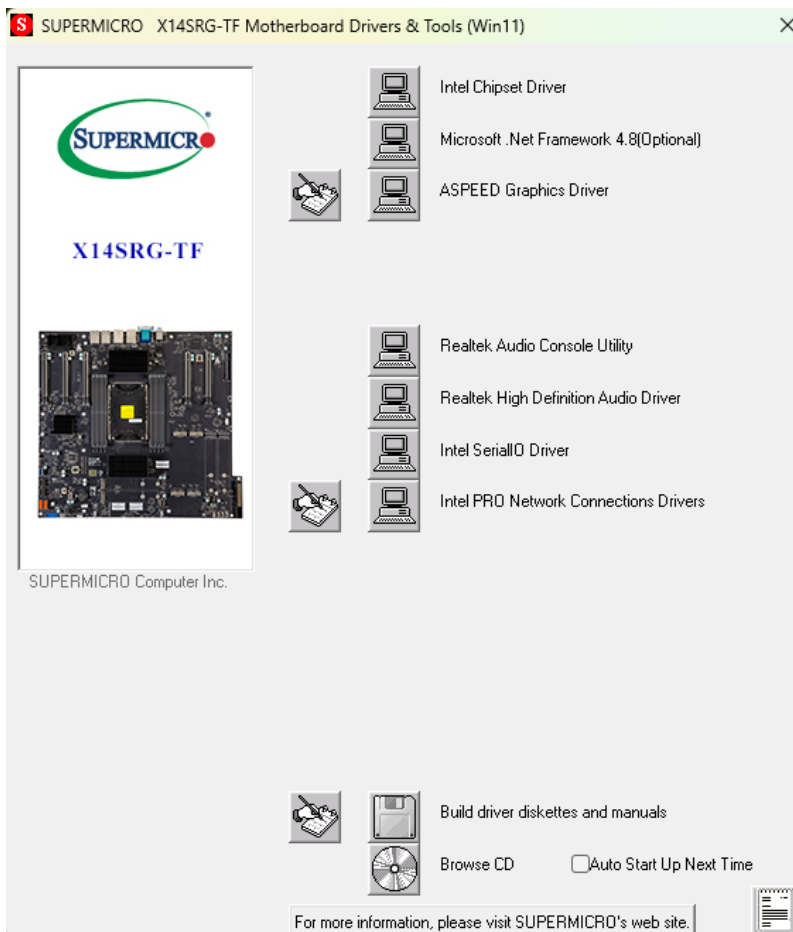 S SUPERMICRO X14SRG-TF Motherboard Drivers & Tools (Win11)
SUPERMICR
X14SRG-TF
SUPERMICRO Computer Inc.
Intel Chipset Driver
Microsoft .Net Framework 4.8(Optional)
ASPEED Graphics Driver
Realtek Audio Console Utility
Realtek High Definition Audio Driver
Intel SerialIO Driver
Intel PRO Network Connections Drivers
Build driver diskettes and manuals
Browse CD
Auto Start Up Next Time
For more information, please visit SUPERMICRO's web site.